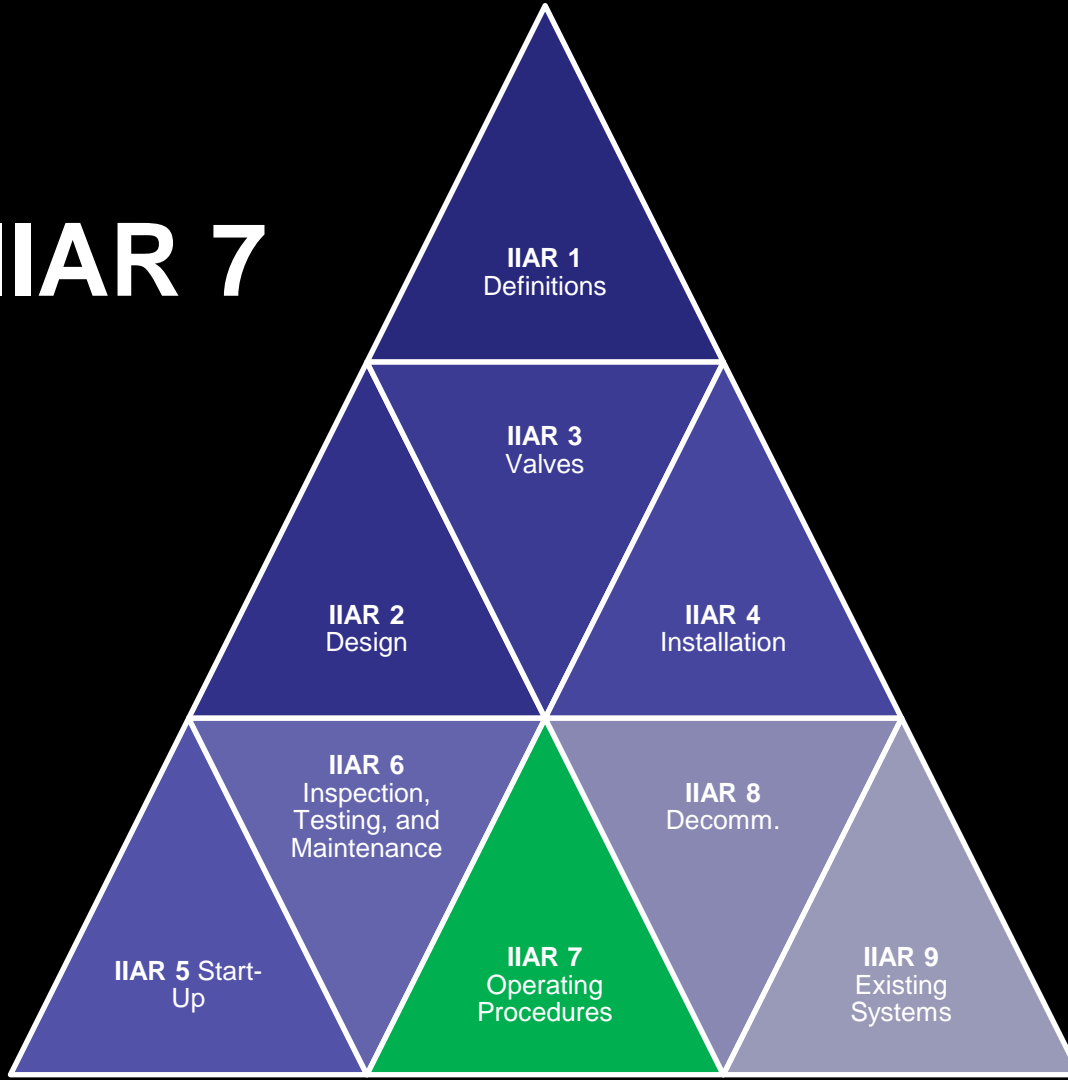 IIAR 7
IIAR 1
Definitions
IIAR 3
Valves
IIAR 2
Design
IIAR 4
Installation
IIAR 6
Inspection,
Testing, and
Maintenance
IIAR 8
Decomm.
IIAR 5 Start-
Up
IIAR 7
Operating
Procedures
IIAR 9
Existing
Systems